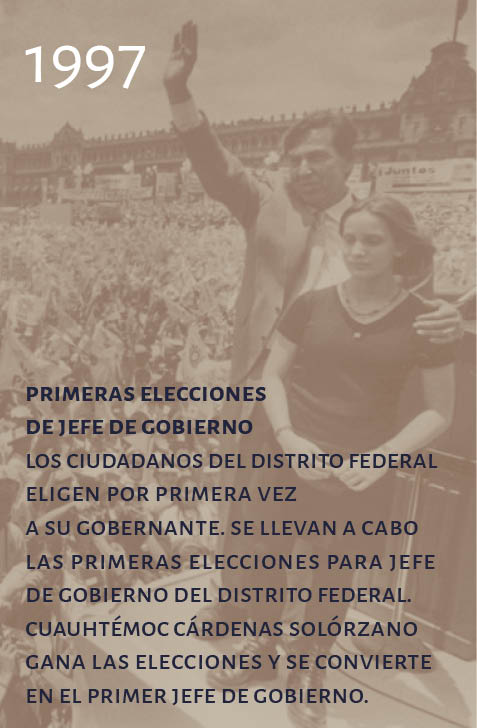 1997
¡Juntos
PRIMERAS ELECCIONES
DE JEFE DE GOBIERNO
LOS CIUDADANOS DEL DISTRITO FEDERAL
ELIGEN POR PRIMERA VEZ
A SU GOBERNANTE. SE LLEVAN A CABO
LAS PRIMERAS ELECCIONES PARA JEFE
DE GOBIERNO DEL DISTRITO FEDERAL.
CUAUHTÉMOC CÁRDENAS SOLÓRZANO
GANA LAS ELECCIONES Y SE CONVIERTE
EN EL PRIMER JEFE DE GOBIERNO.